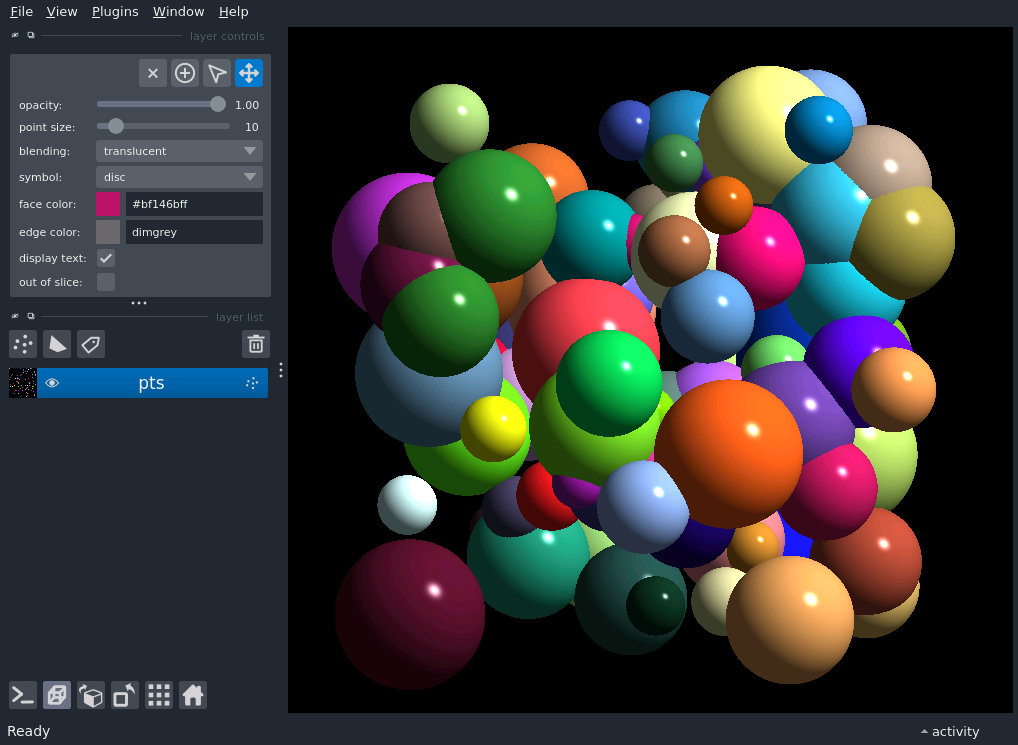 File View Plugins Window Help
layer controls
opacity: 1.00
point size: 10
blending: translucent
symbol: disc
face color: #bf146bff
edge color: dimgrey
display text:
out of slice:
layer list
pts
Ready
activity